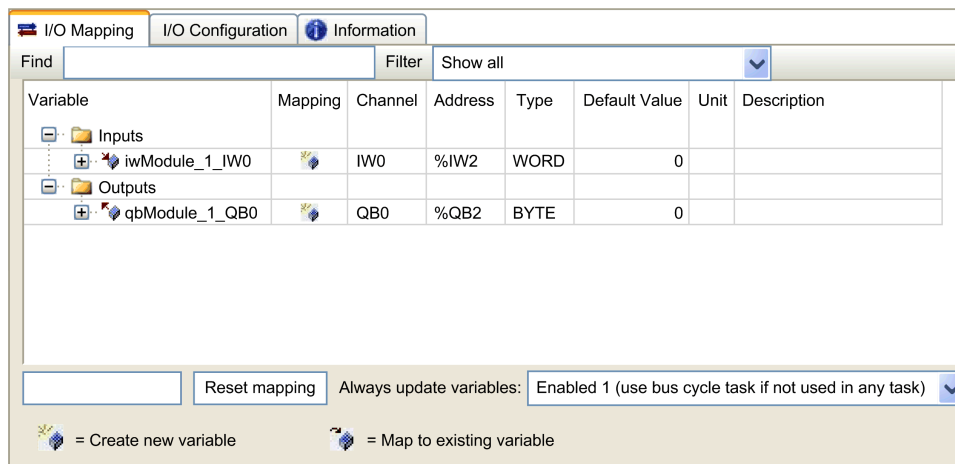 I/O Mapping I/O Configuration Information
Find Filter Show all
Variable Mapping Channel Address Type Default Value Unit Description
Inputs
iwModule_1_IW0 IW0 %IW2 WORD 0
Outputs
qbModule_1_QB0 QB0 %QB2 BYTE 0
Reset mapping Always update variables: Enabled 1 (use bus cycle task if not used in any task)
= Create new variable = Map to existing variable